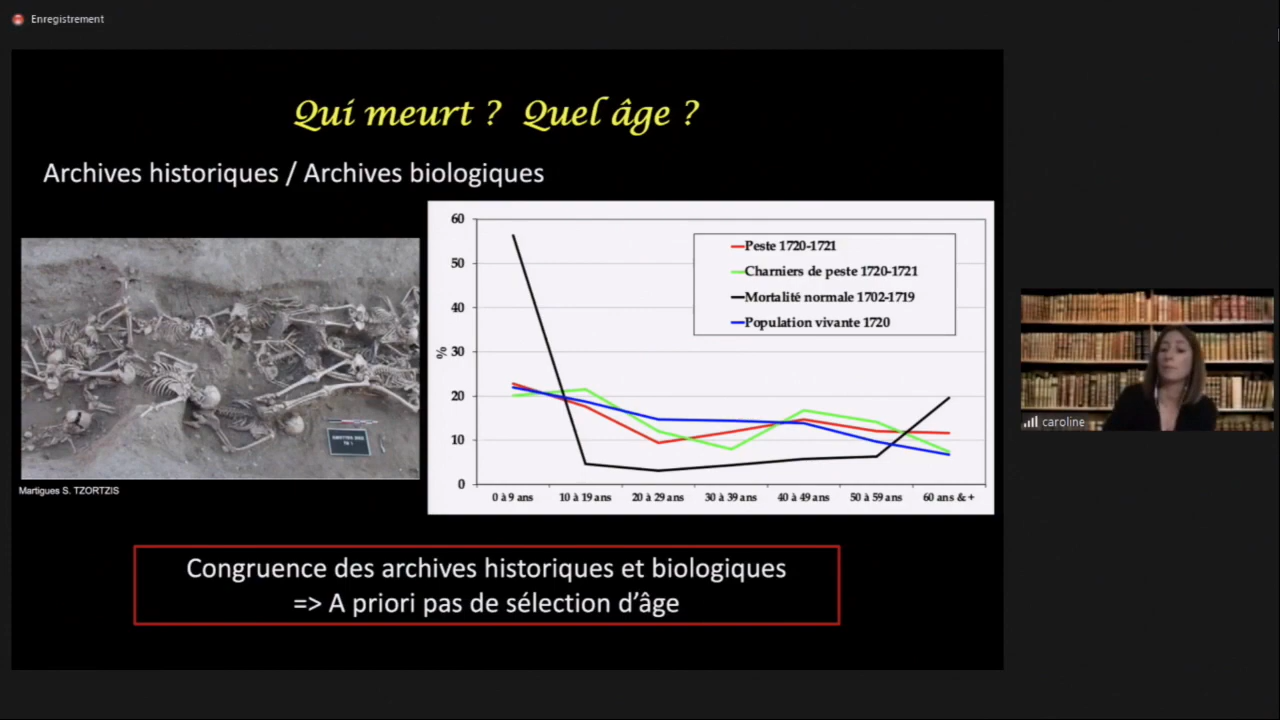 Enregistrement
Qui meurt ? Quel âge ?
Archives historiques / Archives biologiques
60
50
40
30
20
10
0
%
Peste 1720-1721
Charniers de peste 1720-1721
Mortalité normale 1702-1719
Population vivante 1720
0 à 9 ans
10 à 19 ans
20 à 29 ans
30 à 39 ans
40 à 49 ans
50 à 59 ans
60 ans & +
Martigues S. TZORTZIS
caroline
Congruence des archives historiques et biologiques
=> A priori pas de sélection d’âge